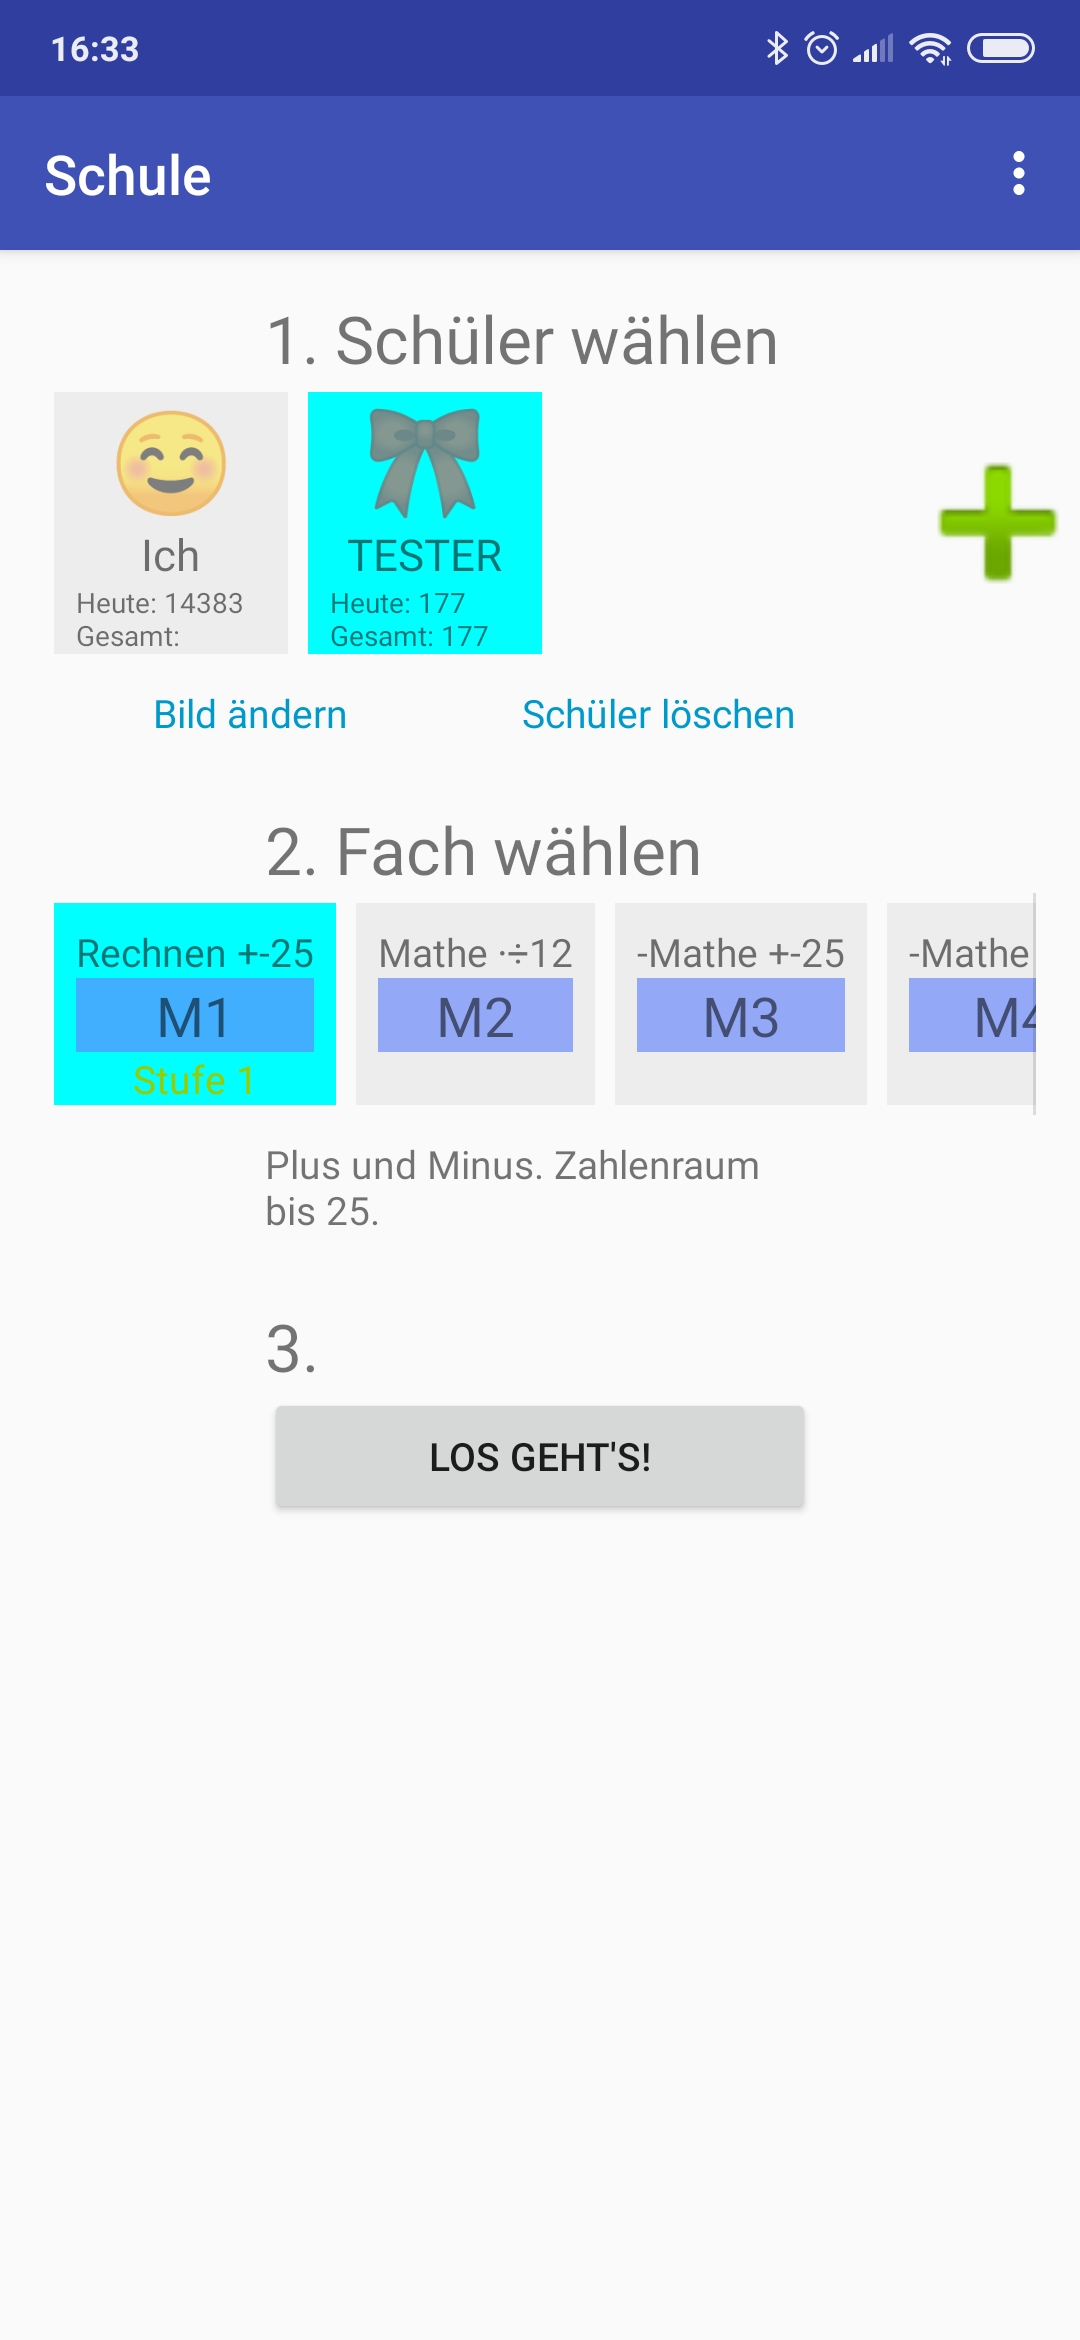 16:33
Schule
1. Schüler wählen
Ich
Heute: 14383
Gesamt:
TESTER
Heute: 177
Gesamt: 177
Bild ändern
Schüler löschen
2. Fach wählen
Rechnen +-25
M1
Stufe 1
Mathe ·÷12
M2
-Mathe +-25
M3
-Mathe
M4
Plus und Minus. Zahlenraum
bis 25.
3.
LOS GEHT'S!